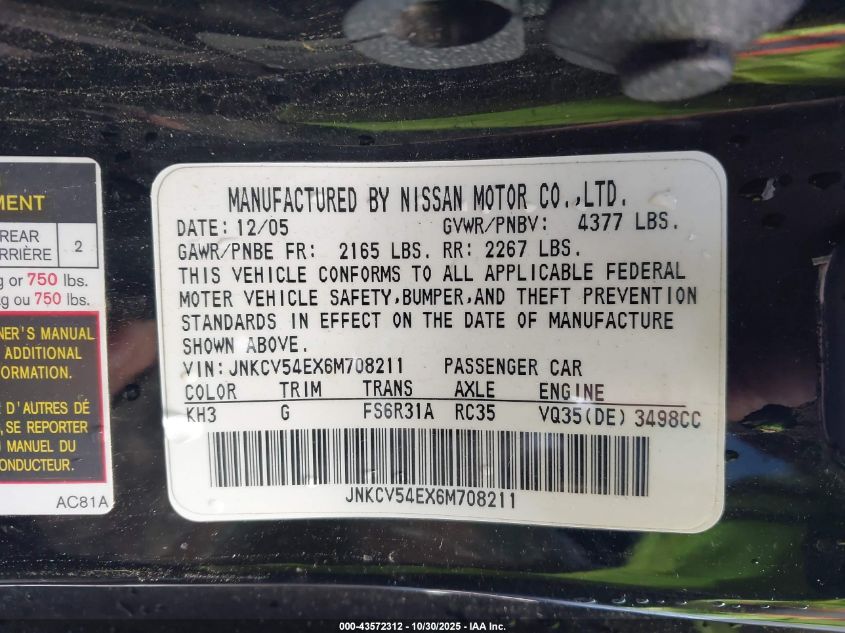 MENT
REAR
RRIÈRE
2
g or 750 lbs.
kg ou 750 lbs.
NER'S MANUAL
ADDITIONAL
ORMATION.
E D'AUTRES DÉ
,SE REPORTER
MANUEL DU
ONDUCTEUR.
AC81A
MANUFACTURED BY NISSAN MOTOR CO.,LTD.
DATE: 12/05 GVWR/PNBV: 4377 LBS.
GAWR/PNBE FR: 2165 LBS. RR: 2267 LBS.
THIS VEHICLE CONFORMS TO ALL APPLICABLE FEDERAL
MOTER VEHICLE SAFETY,BUMPER,AND THEFT PREVENTION
STANDARDS IN EFFECT ON THE DATE OF MANUFACTURE
SHOWN ABOVE.
VIN:JNKCV54EX6M708211 PASSENGER CAR
COLOR TRIM TRANS AXLE ENGINE
KH3 G FS6R31A RC35 VQ35(DE) 3498CC
JNKCV54EX6M708211
000-43572312 - 10/30/2025 - IAA Inc.